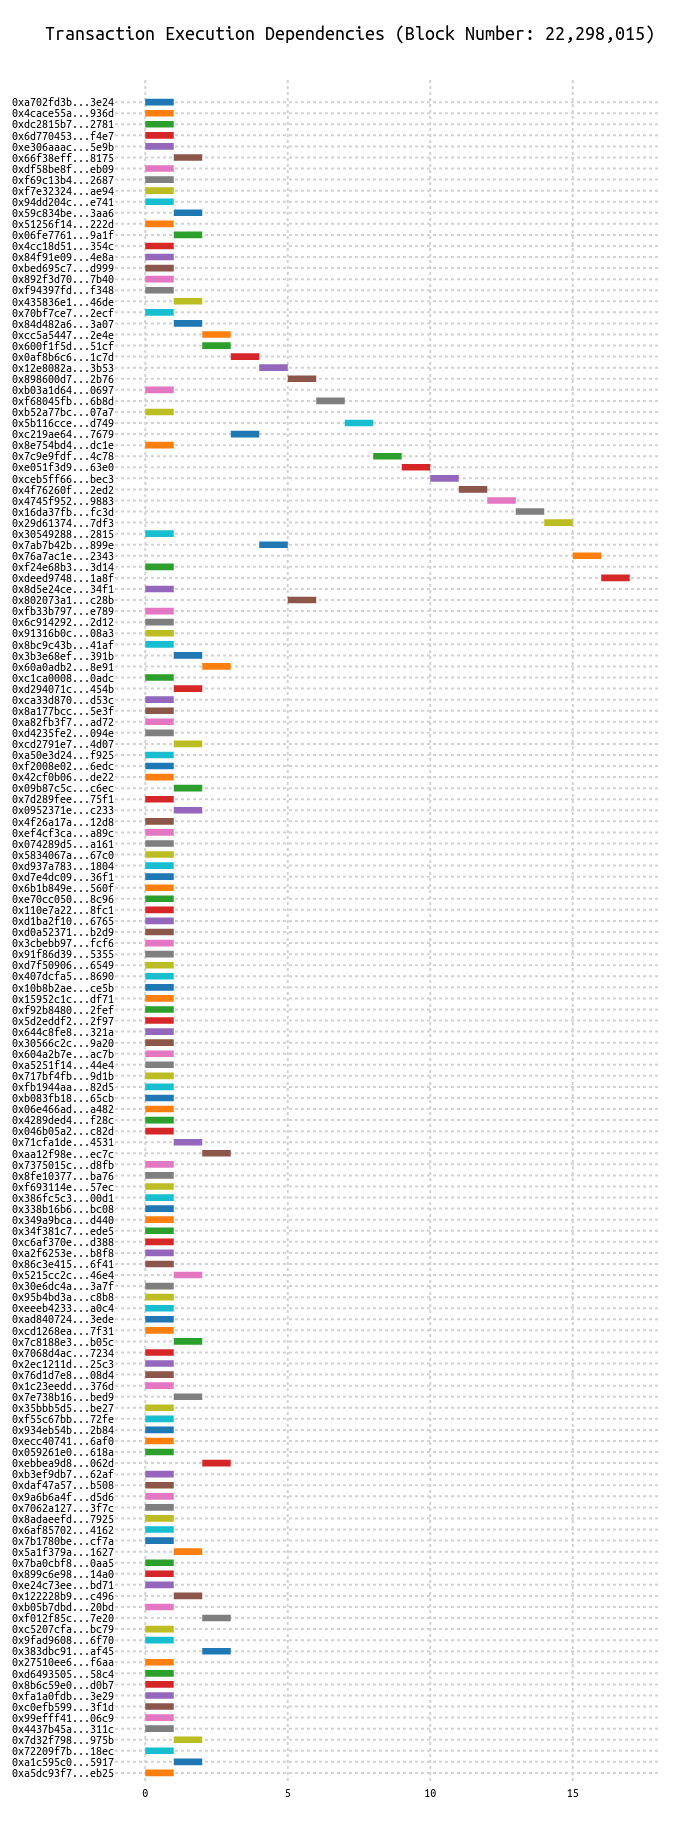 Transaction Execution Dependencies (Block Number: 22,298,015)
0xa702fd3b...3e24
0x4cace55a...936d
0xdc2815b7...2781
0x6d770453...f4e7
0xe306aaac...5e9b
0x66f38eff...8175
0xdf58be8f...eb09
0xf69c13b4...2687
0xf7e32324...ae94
0x94dd204c...e741
0x59c834be...3aa6
0x51256f14...222d
0x06fe7761...9a1f
0x4cc18d51...354c
0x84f91e09...4e8a
0xbed695c7...d999
0x892f3d70...7b40
0xf94397fd...f348
0x435836e1...46de
0x70bf7ce7...2ecf
0x84d482a6...3a07
0xcc5a5447...2e4e
0x600f1f5d...51cf
0x0af8b6c6...1c7d
0x12e8082a...3b53
0x898600d7...2b76
0xb03a1d64...0697
0xf68045fb...6b8d
0xb52a77bc...07a7
0x5b116cce...d749
0xc219ae64...7679
0x8e754bd4...dc1e
0x7c9e9fdf...4c78
0xe051f3d9...63e0
0xceb5ff66...bec3
0x4f76260f...2ed2
0x4745f952...9883
0x16da37fb...fc3d
0x29d61374...7df3
0x30549288...2815
0x7ab7b42b...899e
0x76a7ac1e...2343
0xf24e68b3...3d14
0xdeed9748...1a8f
0x8d5e24ce...34f1
0x802073a1...c28b
0xfb33b797...e789
0x6c914292...2d12
0x91316b0c...08a3
0x8bc9c43b...41af
0x3b3e68ef...391b
0x60a0adb2...8e91
0xc1ca0008...0adc
0xd294071c...454b
0xca33d870...d53c
0x8a177bcc...5e3f
0xa82fb3f7...ad72
0xd4235fe2...094e
0xcd2791e7...4d07
0xa50e3d24...f925
0xf2008e02...6edc
0x42cf0b06...de22
0x09b87c5c...c6ec
0x7d289fee...75f1
0x0952371e...c233
0x4f26a17a...12d8
0xef4cf3ca...a89c
0x074289d5...a161
0x5834067a...67c0
0xd937a783...1804
0xd7e4dc09...36f1
0x6b1b849e...560f
0xe70cc050...8c96
0x110e7a22...8fc1
0xd1ba2f10...6765
0xd0a52371...b2d9
0x3cbebb97...fcf6
0x91f86d39...5355
0xd7f50906...6549
0x407dcfa5...8690
0x10b8b2ae...ce5b
0x15952c1c...df71
0xf92b8480...2fef
0x5d2eddf2...2f97
0x644c8fe8...321a
0x30566c2c...9a20
0x604a2b7e...ac7b
0xa5251f14...44e4
0x717bf4fb...9d1b
0xfb1944aa...82d5
0xb083fb18...65cb
0x06e466ad...a482
0x4289ded4...f28c
0x046b05a2...c82d
0x71cfa1de...4531
0xaa12f98e...ec7c
0x7375015c...d8fb
0x8fe10377...ba76
0xf693114e...57ec
0x386fc5c3...00d1
0x338b16b6...bc08
0x349a9bca...d440
0x34f381c7...ede5
0xc6af370e...d388
0xa2f6253e...b8f8
0x86c3e415...6f41
0x5215cc2c...46e4
0x30e6dc4a...3a7f
0x95b4bd3a...c8b8
0xeeeb4233...a0c4
0xad840724...3ede
0xcd1268ea...7f31
0x7c8188e3...b05c
0x7068d4ac...7234
0x2ec1211d...25c3
0x76d1d7e8...08d4
0x1c23eedd...376d
0x7e738b16...bed9
0x35bbb5d5...be27
0xf55c67bb...72fe
0x934eb54b...2b84
0xecc40741...6af0
0x059261e0...618a
0xebbea9d8...062d
0xb3ef9db7...62af
0xdaf47a57...b508
0x9a6b6a4f...d5d6
0x7062a127...3f7c
0x8adaeefd...7925
0x6af85702...4162
0x7b1780be...cf7a
0x5a1f379a...1627
0x7ba0cbf8...0aa5
0x899c6e98...14a0
0xe24c73ee...bd71
0x122228b9...c496
0xb05b7dbd...20bd
0xf012f85c...7e20
0xc5207cfa...bc79
0x9fad9608...6f70
0x383dbc91...af45
0x27510ee6...f6aa
0xd6493505...58c4
0x8b6c59e0...d0b7
0xfa1a0fdb...3e29
0xc0efb599...3f1d
0x99efff41...06c9
0x4437b45a...311c
0x7d32f798...975b
0x72209f7b...18ec
0xa1c595c0...5917
0xa5dc93f7...eb25
0 5 10 15